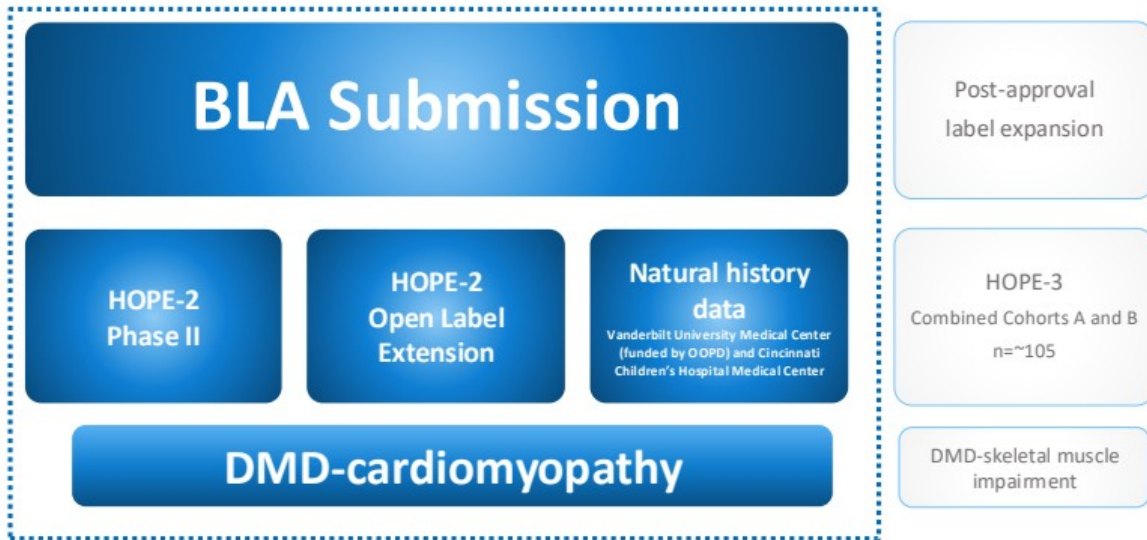 BLA Submission
Post-approval
label expansion
HOPE-2
Phase II
HOPE-2
Open Label
Extension
Natural history
data
Vanderbilt University Medical Center
(funded by OOPD) and Cincinnati
Children's Hospital Medical Center
HOPE-3
Combined Cohorts A and B
n=~105
DMD-cardiomyopathy
DMD-skeletal muscle
impairment